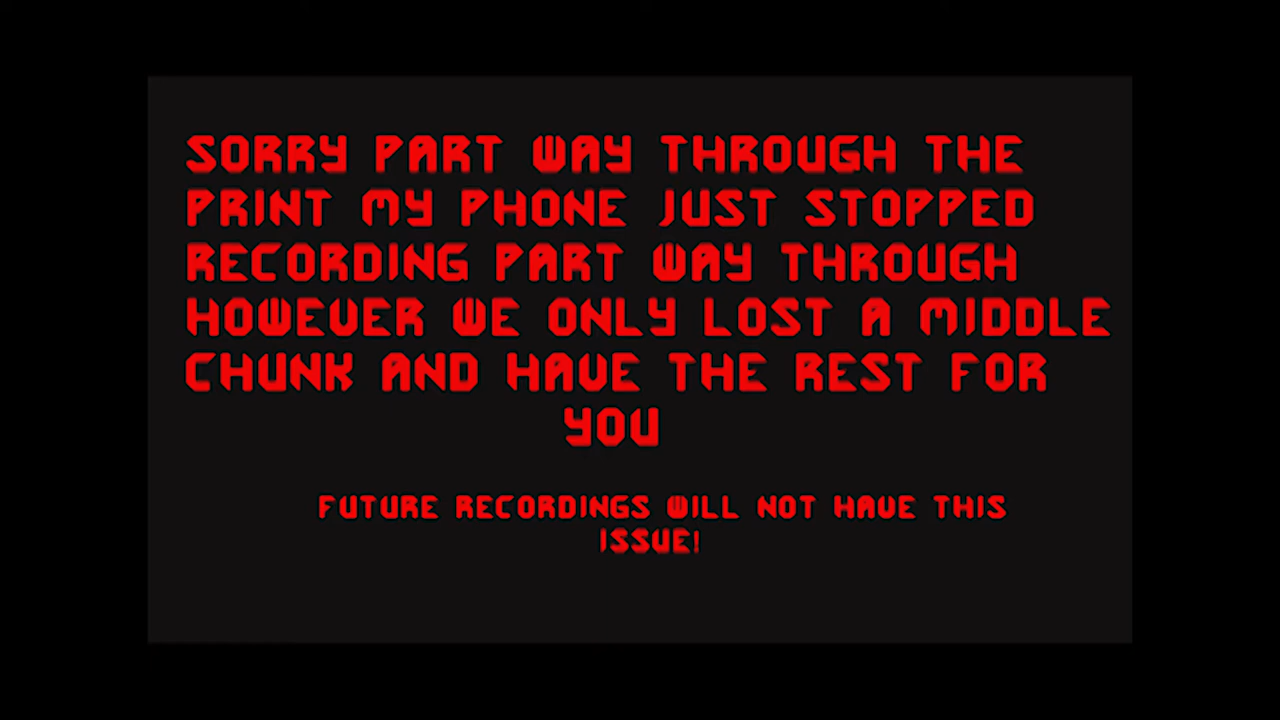 SORRY PART WAY THROUGH THE
PRINT MY PHONE JUST STOPPED
RECORDING PART WAY THROUGH
HOWEVER WE ONLY LOST A MIDDLE
CHUNK AND HAVE THE REST FOR
YOU
FUTURE RECORDINGS WILL NOT HAVE THIS
ISSUE!